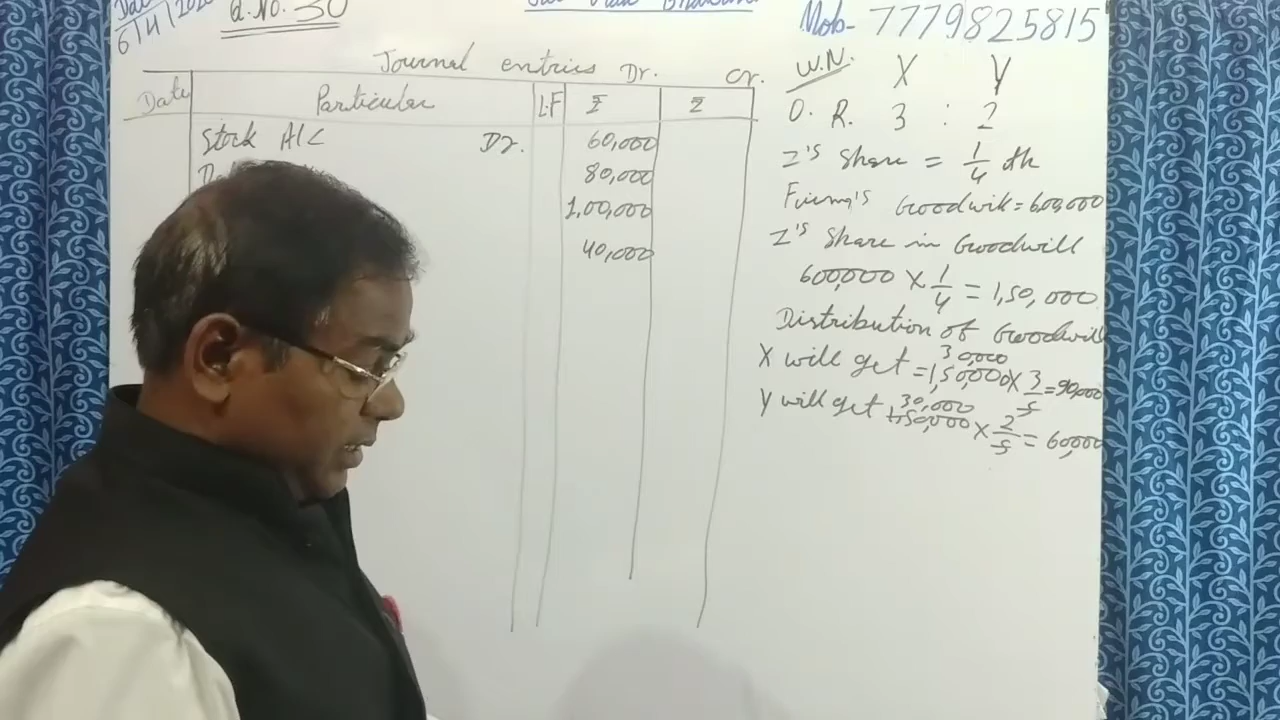 6/11/202
Q.No. 30
Mob- 7779825815
Journal entries Dr. Cr.
Date Particular L.F ₹ ₹
Stock A/C Dr. 60,000
80,000
1,00,000
40,000
W.N. X Y
O. R. 3 : 2
Z's Share = 1/4 th
Firm's Goodwill = 600,000
Z's Share in Goodwill
600,000 × 1/4 = 1,50,000
Distribution of Goodwill
30,000
X will get = 1,50,000 × 3/5 = 90,000
30,000
Y will get 1,50,000 × 2/5 = 60,000